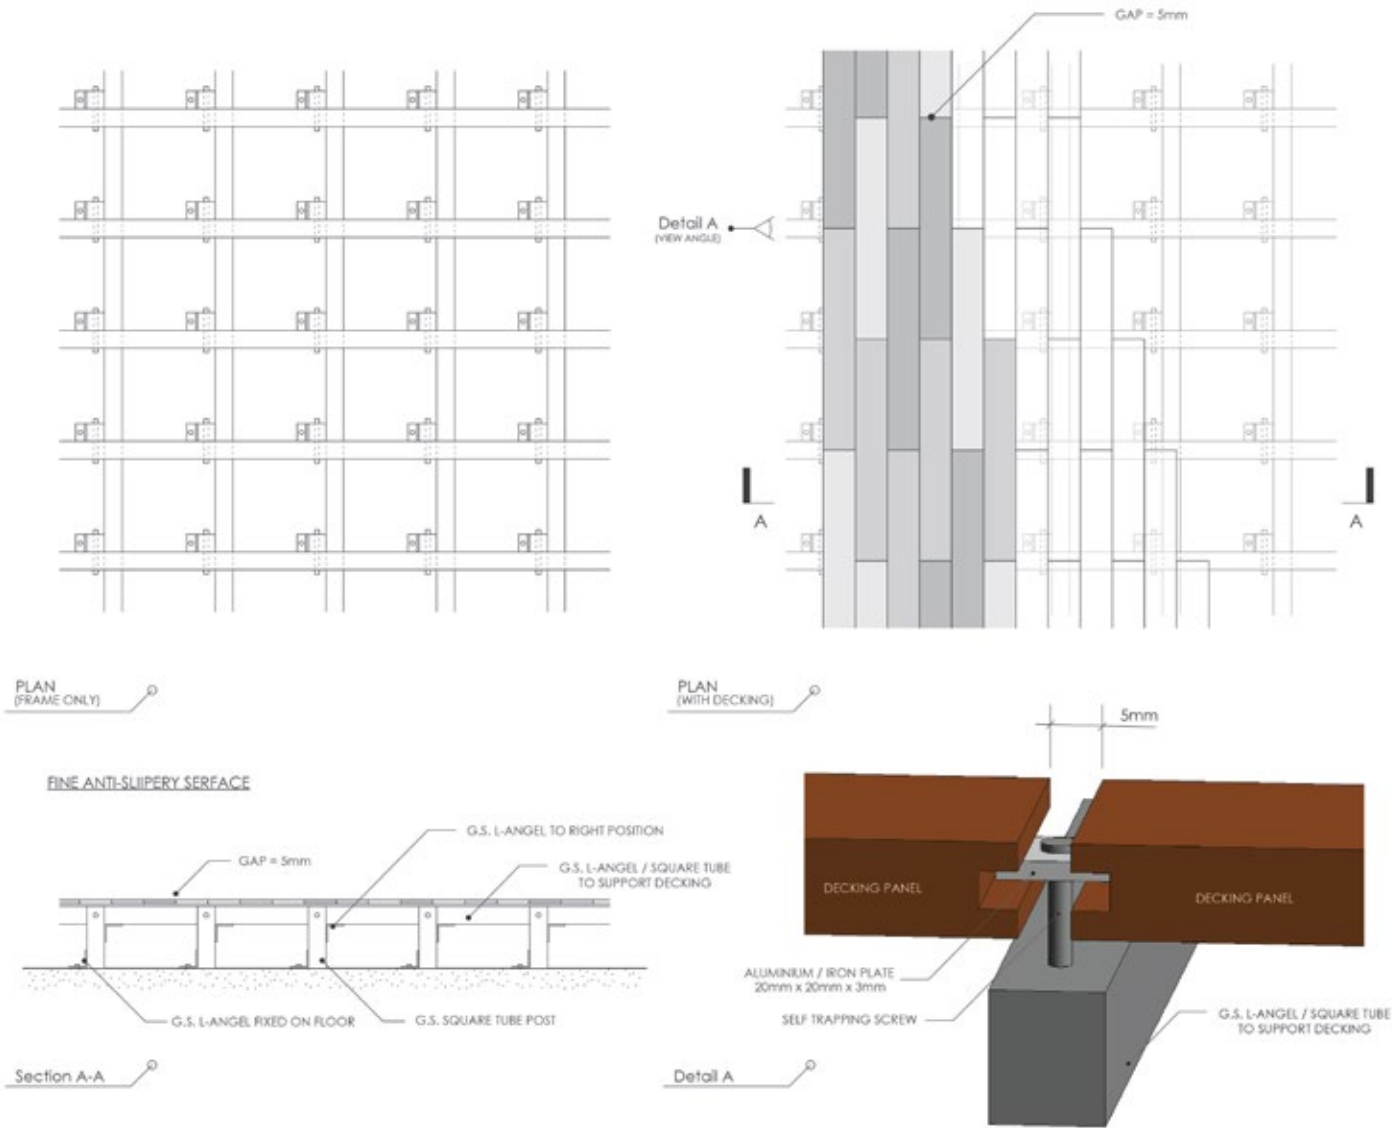 GAP = 5mm
Detail A
(VIEW ANGLE)
A
A
PLAN
(FRAME ONLY)
PLAN
(WITH DECKING)
5mm
FINE ANTI-SLIIPERY SERFACE
G.S. L-ANGEL TO RIGHT POSITION
GAP = 5mm
G.S. L-ANGEL / SQUARE TUBE
TO SUPPORT DECKING
G.S. L-ANGEL FIXED ON FLOOR
G.S. SQUARE TUBE POST
Section A-A
DECKING PANEL
DECKING PANEL
ALUMINIUM / IRON PLATE
20mm x 20mm x 3mm
SELF TRAPPING SCREW
G.S. L-ANGEL / SQUARE TUBE
TO SUPPORT DECKING
Detail A